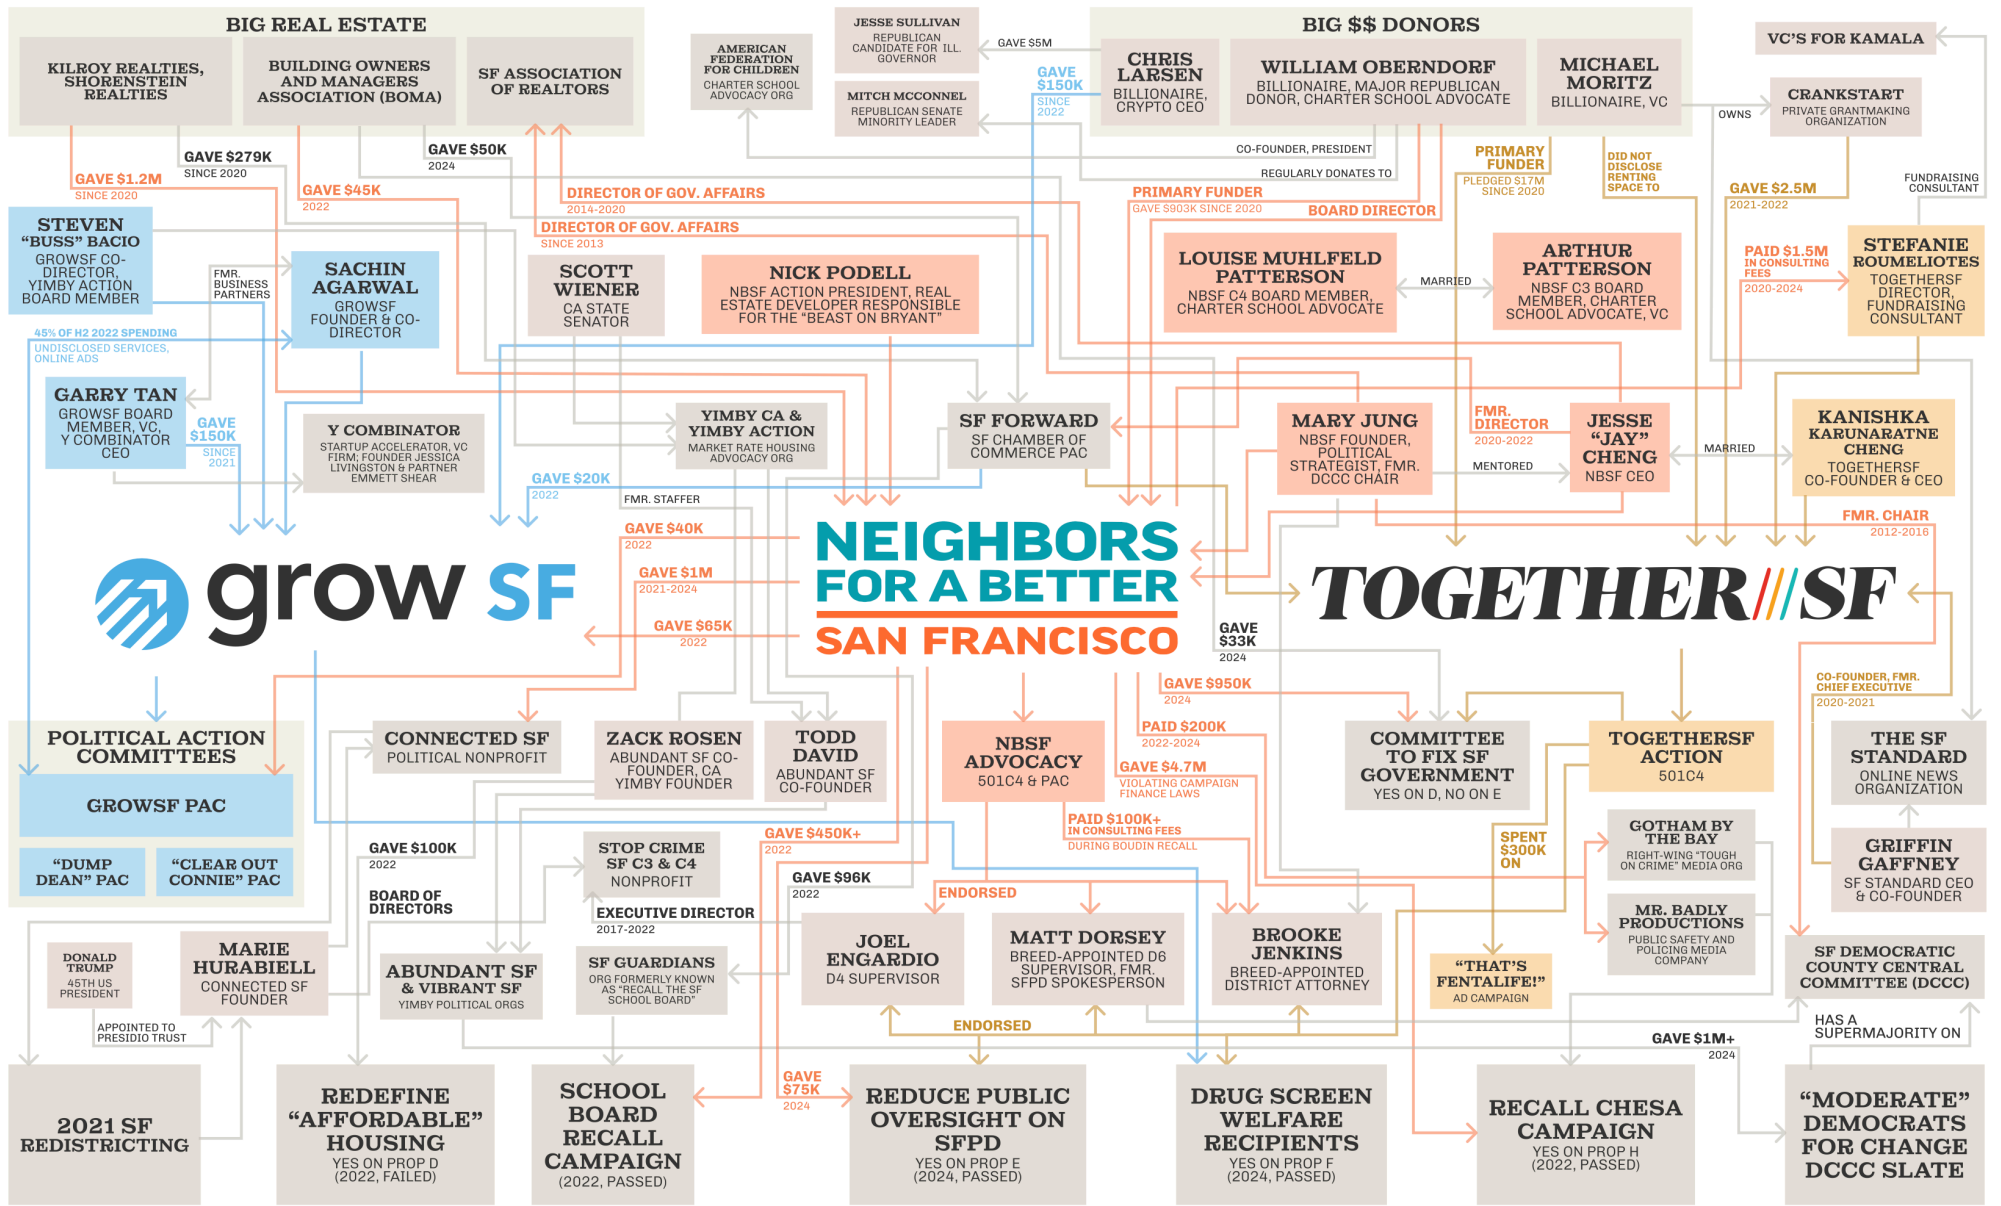 BIG REAL ESTATE
KILROY REALTIES,
SHORENSTEIN
REALTIES
BUILDING OWNERS
AND MANAGERS
ASSOCIATION (BOMA)
SF ASSOCIATION
OF REALTORS
AMERICAN
FEDERATION
FOR CHILDREN
CHARTER SCHOOL
ADVOCACY ORG
JESSE SULLIVAN
REPUBLICAN
CANDIDATE FOR ILL.
GOVERNOR
MITCH MCCONNEL
REPUBLICAN SENATE
MINORITY LEADER
GAVE $5M
BIG $$ DONORS
CHRIS
LARSEN
BILLIONAIRE,
CRYPTO CEO
WILLIAM OBERNDORF
BILLIONAIRE, MAJOR REPUBLICAN
DONOR, CHARTER SCHOOL ADVOCATE
MICHAEL
MORITZ
BILLIONAIRE, VC
VC'S FOR KAMALA
CRANKSTART
PRIVATE GRANTMAKING
ORGANIZATION
OWNS
GAVE
$150K
SINCE
2022
CO-FOUNDER, PRESIDENT
REGULARLY DONATES TO
PRIMARY FUNDER
GAVE $903K SINCE 2020
BOARD DIRECTOR
PRIMARY
FUNDER
PLEDGED $17M
SINCE 2020
DID NOT
DISCLOSE
RENTING
SPACE TO
GAVE $2.5M
2021-2022
FUNDRAISING
CONSULTANT
GAVE $1.2M
SINCE 2020
GAVE $279K
SINCE 2020
GAVE $45K
2022
GAVE $50K
2024
DIRECTOR OF GOV. AFFAIRS
2014-2020
DIRECTOR OF GOV. AFFAIRS
SINCE 2013
STEVEN
“BUSS” BACIO
GROWSF CO-
DIRECTOR,
YIMBY ACTION
BOARD MEMBER
FMR.
BUSINESS
PARTNERS
SACHIN
AGARWAL
GROWSF
FOUNDER & CO-
DIRECTOR
SCOTT
WIENER
CA STATE
SENATOR
NICK PODELL
NBSF ACTION PRESIDENT, REAL
ESTATE DEVELOPER RESPONSIBLE
FOR THE “BEAST ON BRYANT”
LOUISE MUHLFELD
PATTERSON
NBSF C4 BOARD MEMBER,
CHARTER SCHOOL ADVOCATE
MARRIED
ARTHUR
PATTERSON
NBSF C3 BOARD
MEMBER, CHARTER
SCHOOL ADVOCATE, VC
PAID $1.5M
IN CONSULTING
FEES
2020-2024
STEFANIE
ROUMELIOTES
TOGETHERSF
DIRECTOR,
FUNDRAISING
CONSULTANT
45% OF H2 2022 SPENDING
UNDISCLOSED SERVICES,
ONLINE ADS
GARRY TAN
GROWSF BOARD
MEMBER, VC,
Y COMBINATOR
CEO
GAVE
$150K
SINCE
2021
Y COMBINATOR
STARTUP ACCELERATOR, VC
FIRM; FOUNDER JESSICA
LIVINGSTON & PARTNER
EMMETT SHEAR
YIMBY CA &
YIMBY ACTION
MARKET RATE HOUSING
ADVOCACY ORG
SF FORWARD
SF CHAMBER OF
COMMERCE PAC
MARY JUNG
NBSF FOUNDER,
POLITICAL
STRATEGIST, FMR.
DCCC CHAIR
FMR.
DIRECTOR
2020-2022
MENTORED
JESSE
“JAY”
CHENG
NBSF CEO
MARRIED
KANISHKA
KARUNARATNE
CHENG
TOGETHERSF
CO-FOUNDER & CEO
GAVE $20K
2022
FMR. STAFFER
GAVE $40K
2022
GAVE $1M
2021-2024
GAVE $65K
2022
FMR. CHAIR
2012-2016
grow SF
NEIGHBORS
FOR A BETTER
SAN FRANCISCO
TOGETHER///SF
GAVE
$33K
2024
GAVE $950K
2024
PAID $200K
2022-2024
GAVE $4.7M
VIOLATING CAMPAIGN
FINANCE LAWS
CO-FOUNDER, FMR.
CHIEF EXECUTIVE
2020-2021
POLITICAL ACTION
COMMITTEES
GROWSF PAC
“DUMP
DEAN” PAC
“CLEAR OUT
CONNIE” PAC
CONNECTED SF
POLITICAL NONPROFIT
ZACK ROSEN
ABUNDANT SF CO-
FOUNDER, CA
YIMBY FOUNDER
TODD
DAVID
ABUNDANT SF
CO-FOUNDER
NBSF
ADVOCACY
501C4 & PAC
COMMITTEE
TO FIX SF
GOVERNMENT
YES ON D, NO ON E
TOGETHERSF
ACTION
501C4
THE SF
STANDARD
ONLINE NEWS
ORGANIZATION
GAVE $100K
2022
BOARD OF
DIRECTORS
STOP CRIME
SF C3 & C4
NONPROFIT
GAVE $450K+
2022
GAVE $96K
2022
EXECUTIVE DIRECTOR
2017-2022
PAID $100K+
IN CONSULTING FEES
DURING BOUDIN RECALL
ENDORSED
SPENT
$300K
ON
GOTHAM BY
THE BAY
RIGHT-WING “TOUGH
ON CRIME” MEDIA ORG
MR. BADLY
PRODUCTIONS
PUBLIC SAFETY AND
POLICING MEDIA
COMPANY
GRIFFIN
GAFFNEY
SF STANDARD CEO
& CO-FOUNDER
DONALD
TRUMP
45TH US
PRESIDENT
APPOINTED TO
PRESIDIO TRUST
MARIE
HURABIELL
CONNECTED SF
FOUNDER
ABUNDANT SF
& VIBRANT SF
YIMBY POLITICAL ORGS
SF GUARDIANS
ORG FORMERLY KNOWN
AS “RECALL THE SF
SCHOOL BOARD”
JOEL
ENGARDIO
D4 SUPERVISOR
MATT DORSEY
BREED-APPOINTED D6
SUPERVISOR, FMR.
SFPD SPOKESPERSON
BROOKE
JENKINS
BREED-APPOINTED
DISTRICT ATTORNEY
“THAT'S
FENTALIFE!”
AD CAMPAIGN
SF DEMOCRATIC
COUNTY CENTRAL
COMMITTEE (DCCC)
ENDORSED
HAS A
SUPERMAJORITY ON
GAVE $1M+
2024
GAVE
$75K
2024
2021 SF
REDISTRICTING
REDEFINE
“AFFORDABLE”
HOUSING
YES ON PROP D
(2022, FAILED)
SCHOOL
BOARD
RECALL
CAMPAIGN
(2022, PASSED)
REDUCE PUBLIC
OVERSIGHT ON
SFPD
YES ON PROP E
(2024, PASSED)
DRUG SCREEN
WELFARE
RECIPIENTS
YES ON PROP F
(2024, PASSED)
RECALL CHESA
CAMPAIGN
YES ON PROP H
(2022, PASSED)
“MODERATE”
DEMOCRATS
FOR CHANGE
DCCC SLATE